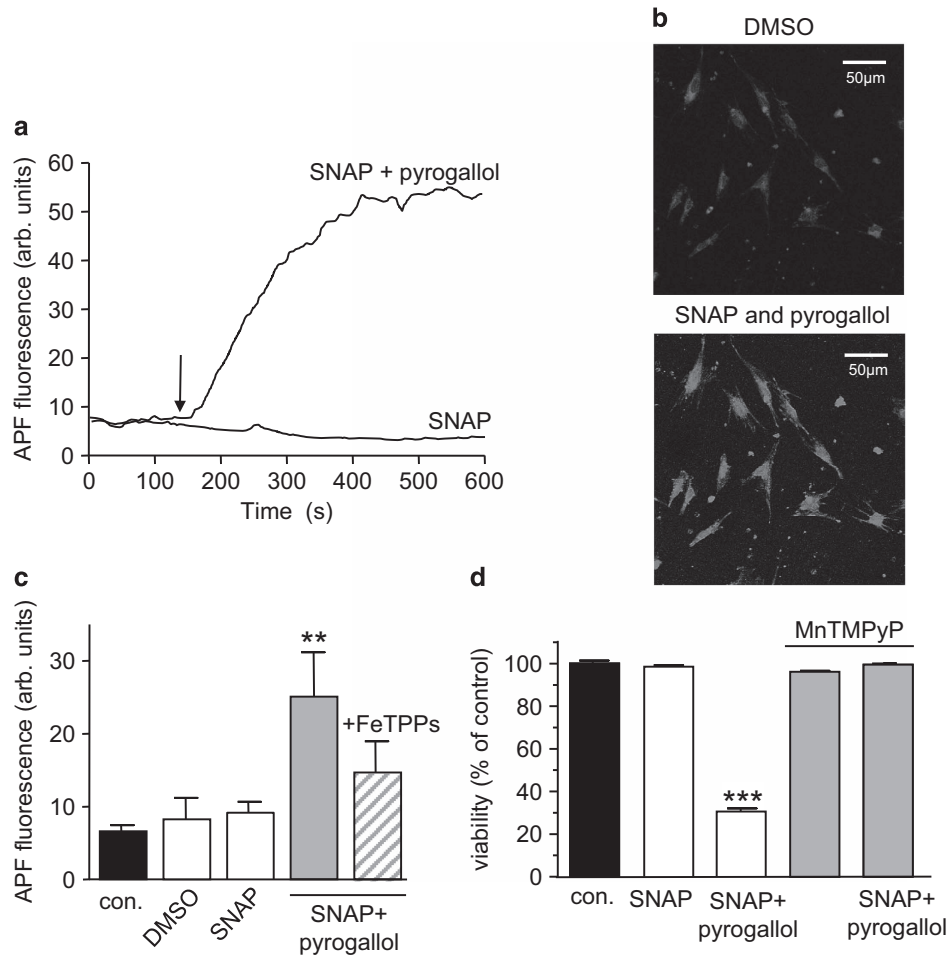 a
APF fluorescence (arb. units)
60
50
40
30
20
10
0
SNAP + pyrogallol
SNAP
0 100 200 300 400 500 600
Time (s)
b
DMSO
50µm
SNAP and pyrogallol
50µm
c
APF fluorescence (arb. units)
30
20
10
0
**
+FeTPPs
con.
DMSO
SNAP
SNAP+
pyrogallol
d
viability (% of control)
100
80
60
40
20
0
MnTMPyP
***
con.
SNAP
SNAP+
pyrogallol
SNAP+
pyrogallol